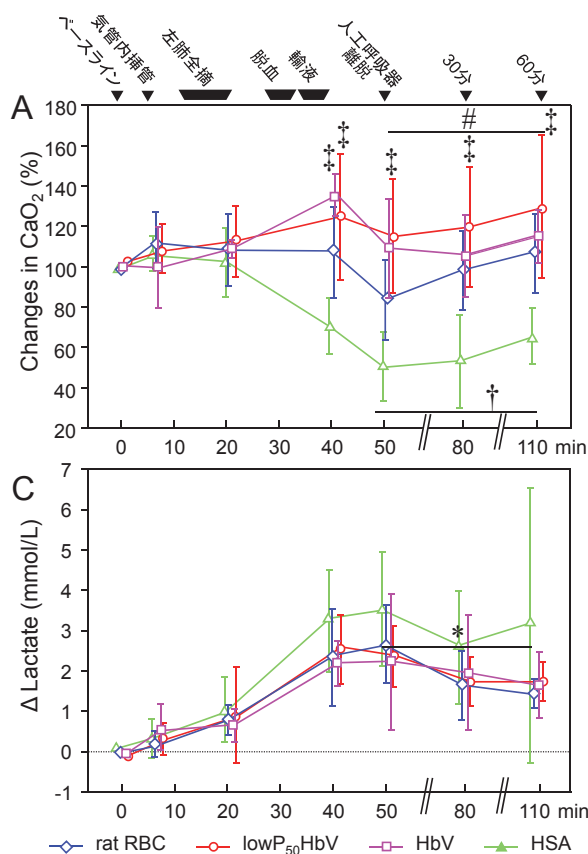 ベースライン
気管内挿管
左肺全摘
脱血
輸液
人工呼吸器
離脱
30分
60分
A
Changes in CaO2 (%)
180
160
140
120
100
80
60
40
20
#
‡
‡
‡
‡
‡
†
0 10 20 30 40 50 80 110 min
C
Δ Lactate (mmol/L)
7
6
5
4
3
2
1
0
-1
*
0 10 20 30 40 50 80 110 min
rat RBC lowP50HbV HbV HSA